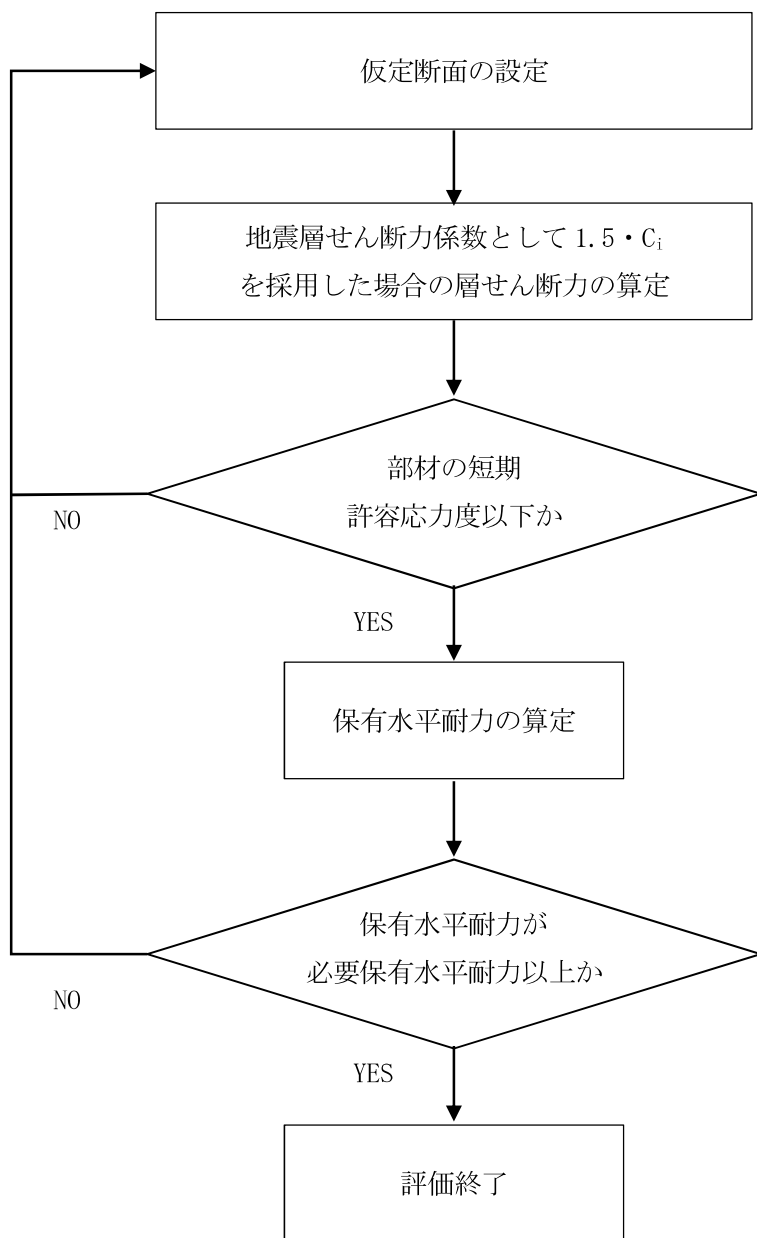 仮定断面の設定
地震層せん断力係数として 1.5・Cᵢ
を採用した場合の層せん断力の算定
部材の短期
許容応力度以下か
NO
YES
保有水平耐力の算定
保有水平耐力が
必要保有水平耐力以上か
NO
YES
評価終了